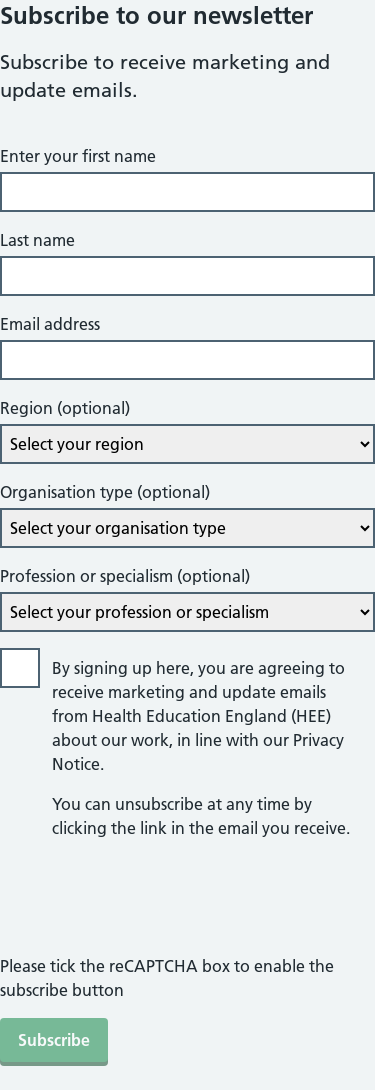 Subscribe to our newsletter
Subscribe to receive marketing and
update emails.
Enter your first name
Last name
Email address
Region (optional)
Select your region
Organisation type (optional)
Select your organisation type
Profession or specialism (optional)
Select your profession or specialism
By signing up here, you are agreeing to
receive marketing and update emails
from Health Education England (HEE)
about our work, in line with our Privacy
Notice.
You can unsubscribe at any time by
clicking the link in the email you receive.
Please tick the reCAPTCHA box to enable the
subscribe button
Subscribe